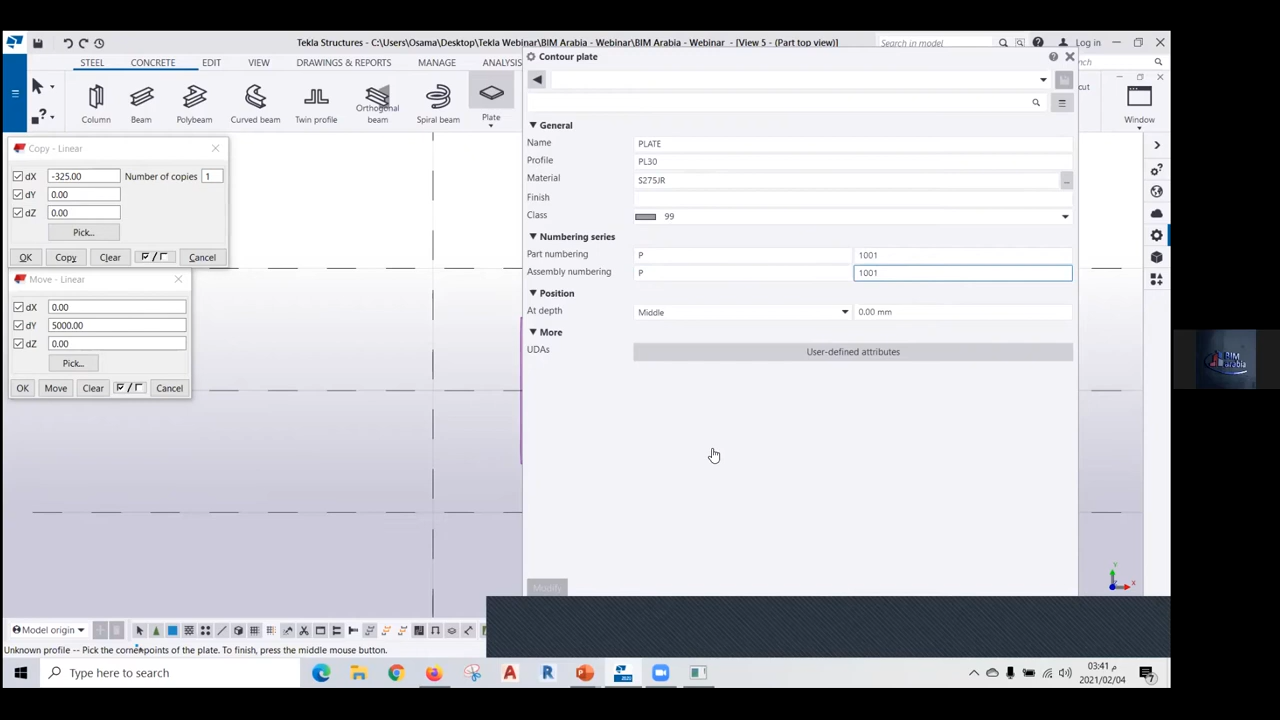 Tekla Structures - C:\Users\Osama\Desktop\Tekla Webinar\BIM Arabia - Webinar\BIM Arabia - Webinar - [View 5 - (Part top view)]
Search in model
Log in
STEEL CONCRETE EDIT VIEW DRAWINGS & REPORTS MANAGE ANALYSIS
Column Beam Polybeam Curved beam Twin profile Orthogonal beam Spiral beam Plate Window
Copy - Linear
dX -325.00 Number of copies 1
dY 0.00
dZ 0.00
Pick...
OK Copy Clear Cancel
Move - Linear
dX 0.00
dY 5000.00
dZ 0.00
Pick...
OK Move Clear Cancel
Contour plate
General
Name PLATE
Profile PL30
Material S275JR
Finish
Class 99
Numbering series
Part numbering P 1001
Assembly numbering P 1001
Position
At depth Middle 0.00 mm
More
UDAs User-defined attributes
Modify
BIM
arabia
Model origin
Unknown profile -- Pick the corner points of the plate. To finish, press the middle mouse button.
Type here to search
03:41 م
2021/02/04
7